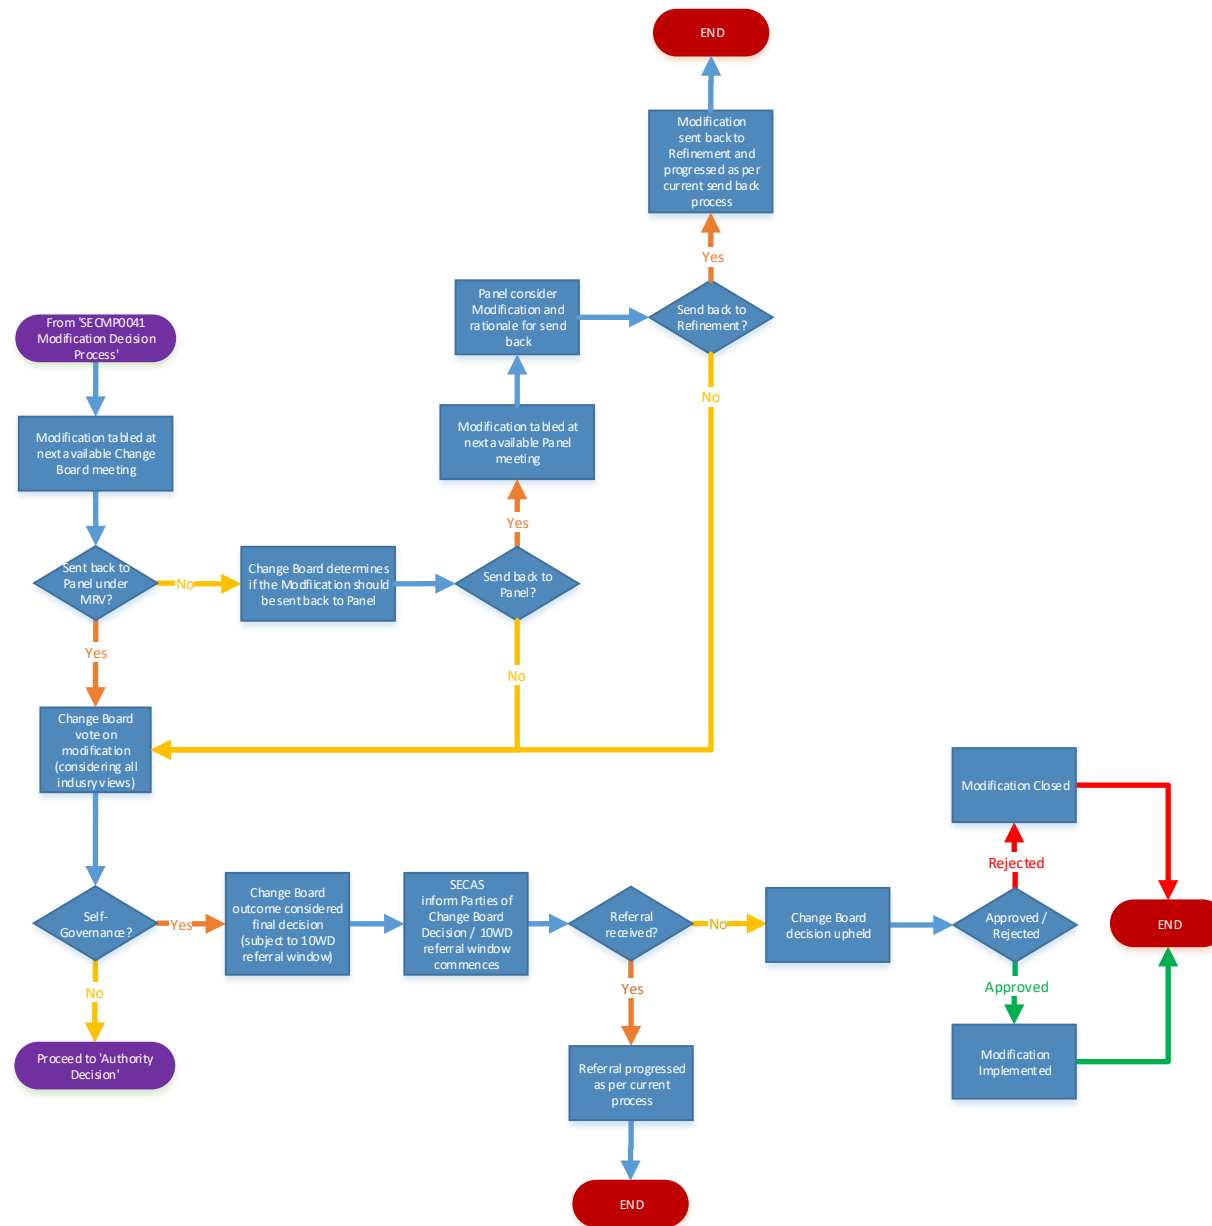 END
Modification
sent back to
Refinement and
progressed as per
current send back
process
Yes
Panel consider
Modification and
rationale for send
back
Send back to
Refinement?
From 'SECMP0041
Modification Decision
Process'
No
Modification tabled at
next available Change
Board meeting
Modification tabled at
next available Panel
meeting
Yes
Sent back to
Panel under
MRV?
No
Change Board determines
if the Modfiication should
be sent back to Panel
Send back to
Panel?
Yes
No
Change Board
vote on
modification
(considering all
indusry views)
Modification Closed
Rejected
Self-
Governance?
Yes
Change Board
outcome considered
final decision
(subject to 10WD
referral window)
SECAS
inform Parties of
Change Board
Decision / 10WD
referral window
commences
Referral
received?
No
Change Board
decision upheld
Approved /
Rejected
END
No
Yes
Approved
Proceed to 'Authority
Decision'
Referral progressed
as per current
process
Modification
Implemented
END